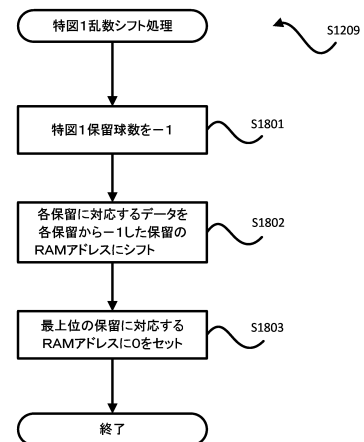 特図1乱数シフト処理
S1209
特図1保留球数を－1
S1801
各保留に対応するデータを
各保留から－1した保留の
RAMアドレスにシフト
S1802
最上位の保留に対応する
RAMアドレスに0をセット
S1803
終了